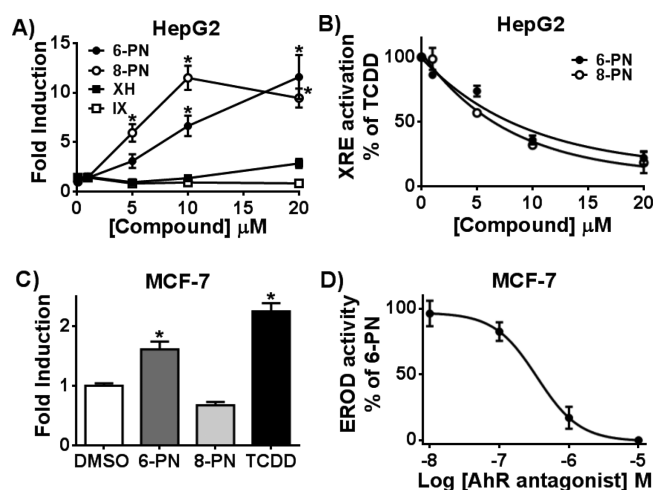 A) HepG2
6-PN
8-PN
XH
IX
Fold Induction
15
10
5
0
* * * * *
0 5 10 15 20
[Compound] μM
B) HepG2
6-PN
8-PN
XRE activation
% of TCDD
100
50
0
0 5 10 15 20
[Compound] μM
C) MCF-7
Fold Induction
2
1
0
* *
DMSO 6-PN 8-PN TCDD
D) MCF-7
EROD activity
% of 6-PN
100
50
0
-8 -7 -6 -5
Log [AhR antagonist] M